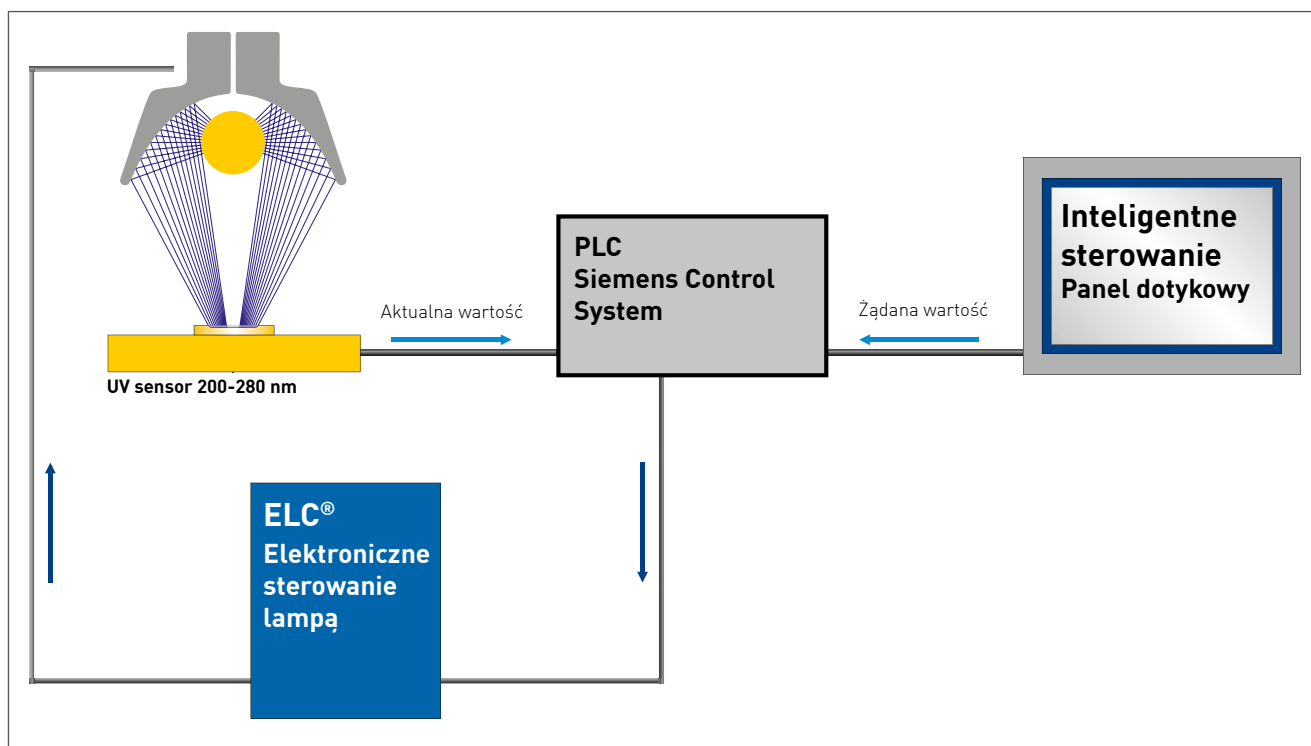 Aktualna wartość
UV sensor 200-280 nm
PLC
Siemens Control
System
Żądana wartość
Inteligentne
sterowanie
Panel dotykowy
ELC®
Elektroniczne
sterowanie
lampą